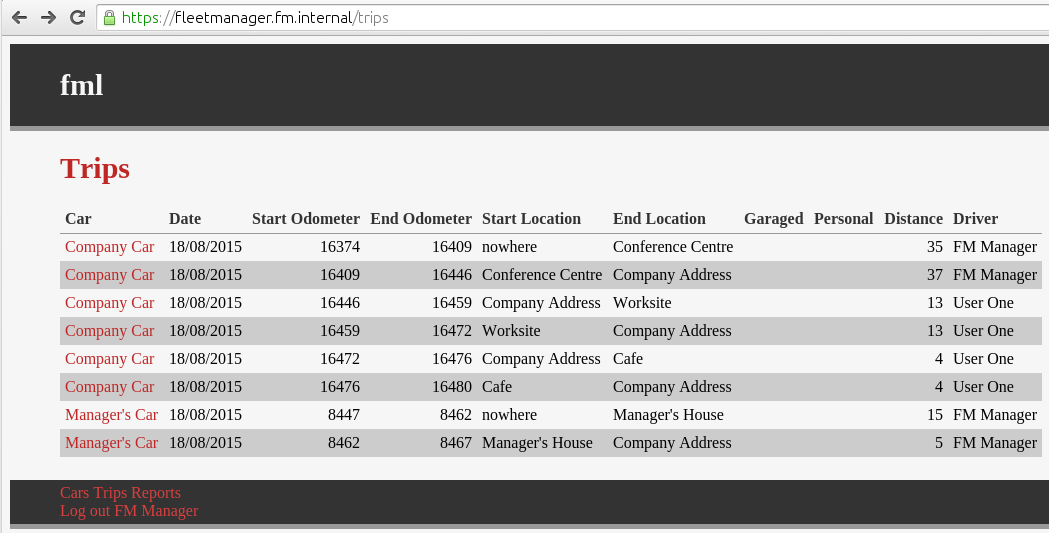 https://fleetmanager.fm.internal/trips
fml
Trips
Car Date Start Odometer End Odometer Start Location End Location Garaged Personal Distance Driver
Company Car 18/08/2015 16374 16409 nowhere Conference Centre 35 FM Manager
Company Car 18/08/2015 16409 16446 Conference Centre Company Address 37 FM Manager
Company Car 18/08/2015 16446 16459 Company Address Worksite 13 User One
Company Car 18/08/2015 16459 16472 Worksite Company Address 13 User One
Company Car 18/08/2015 16472 16476 Company Address Cafe 4 User One
Company Car 18/08/2015 16476 16480 Cafe Company Address 4 User One
Manager's Car 18/08/2015 8447 8462 nowhere Manager's House 15 FM Manager
Manager's Car 18/08/2015 8462 8467 Manager's House Company Address 5 FM Manager
Cars Trips Reports
Log out FM Manager